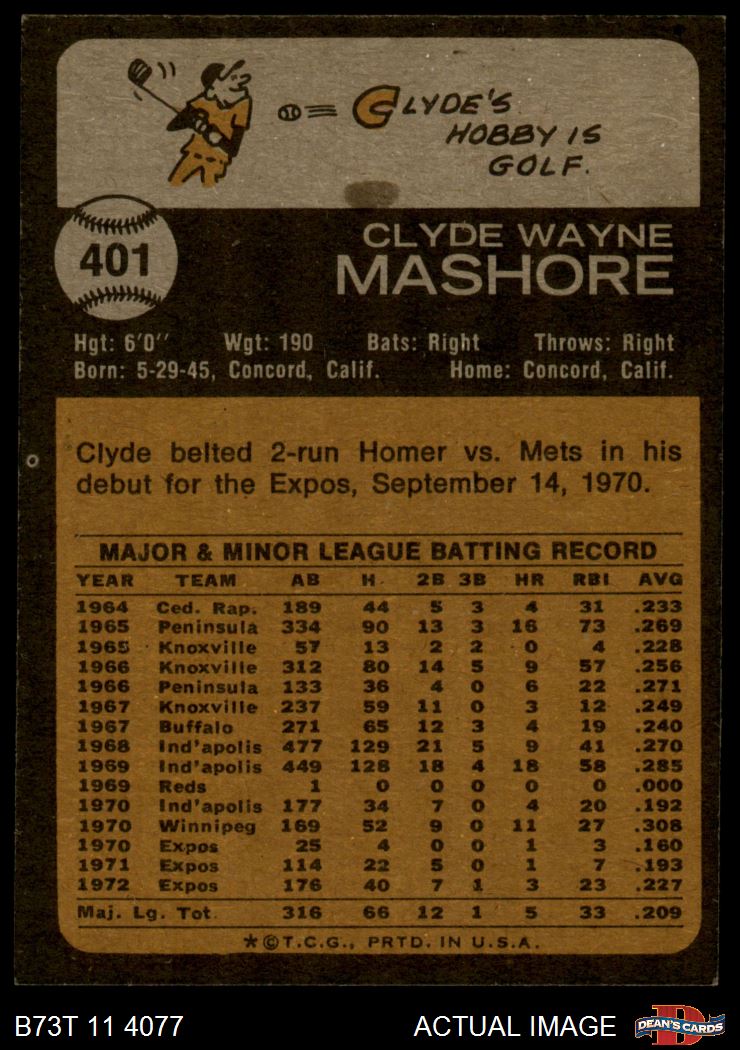 CLYDE'S
HOBBY IS
GOLF.
401
CLYDE WAYNE
MASHORE
Hgt: 6'0" Wgt: 190 Bats: Right Throws: Right
Born: 5-29-45, Concord, Calif. Home: Concord, Calif.
Clyde belted 2-run Homer vs. Mets in his
debut for the Expos, September 14, 1970.
MAJOR & MINOR LEAGUE BATTING RECORD
YEAR TEAM AB H. 2B 3B HR RBI AVG
1964 Ced. Rap. 189 44 5 3 4 31 .233
1965 Peninsula 334 90 13 3 16 73 .269
1965 Knoxville 57 13 2 2 0 4 .228
1966 Knoxville 312 80 14 5 9 57 .256
1966 Peninsula 133 36 4 0 6 22 .271
1967 Knoxville 237 59 11 0 3 12 .249
1967 Buffalo 271 65 12 3 4 19 .240
1968 Ind'apolis 477 129 21 5 9 41 .270
1969 Ind'apolis 449 128 18 4 18 58 .285
1969 Reds 1 0 0 0 0 0 .000
1970 Ind'apolis 177 34 7 0 4 20 .192
1970 Winnipeg 169 52 9 0 11 27 .308
1970 Expos 25 4 0 0 1 3 .160
1971 Expos 114 22 5 0 1 7 .193
1972 Expos 176 40 7 1 3 23 .227
Maj. Lg. Tot. 316 66 12 1 5 33 .209
*©T.C.G., PRTD. IN U.S.A.
B73T 11 4077 ACTUAL IMAGE D DEAN'S CARDS